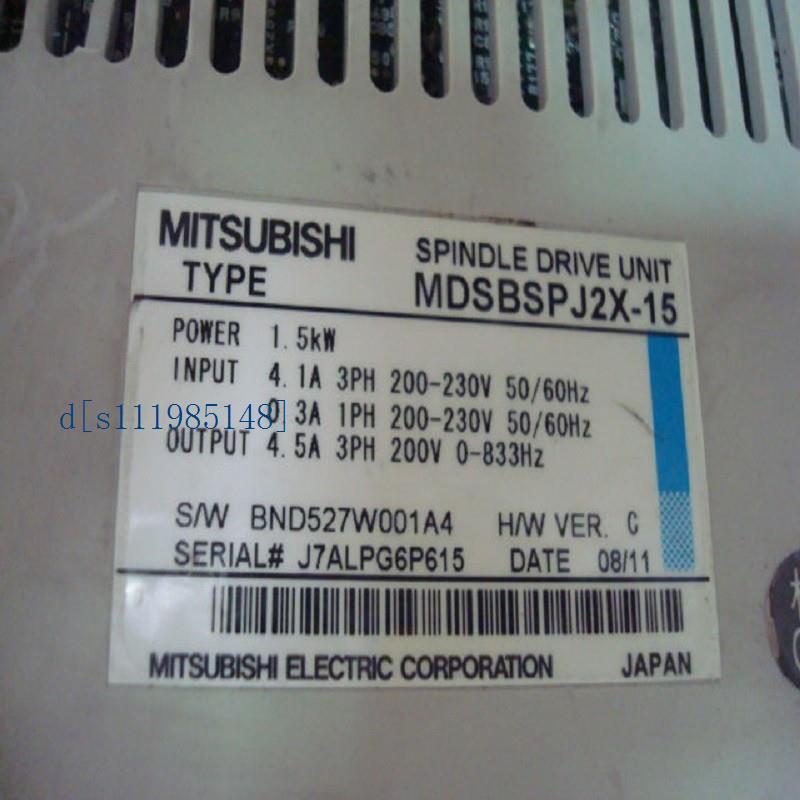 MITSUBISHI SPINDLE DRIVE UNIT
TYPE MDSBSPJ2X-15
POWER 1.5kW
INPUT 4.1A 3PH 200-230V 50/60Hz
0.3A 1PH 200-230V 50/60Hz
d[s111985148]
OUTPUT 4.5A 3PH 200V 0-833Hz
S/W BND527W001A4 H/W VER. C
SERIAL# J7ALPG6P615 DATE 08/11
MITSUBISHI ELECTRIC CORPORATION JAPAN